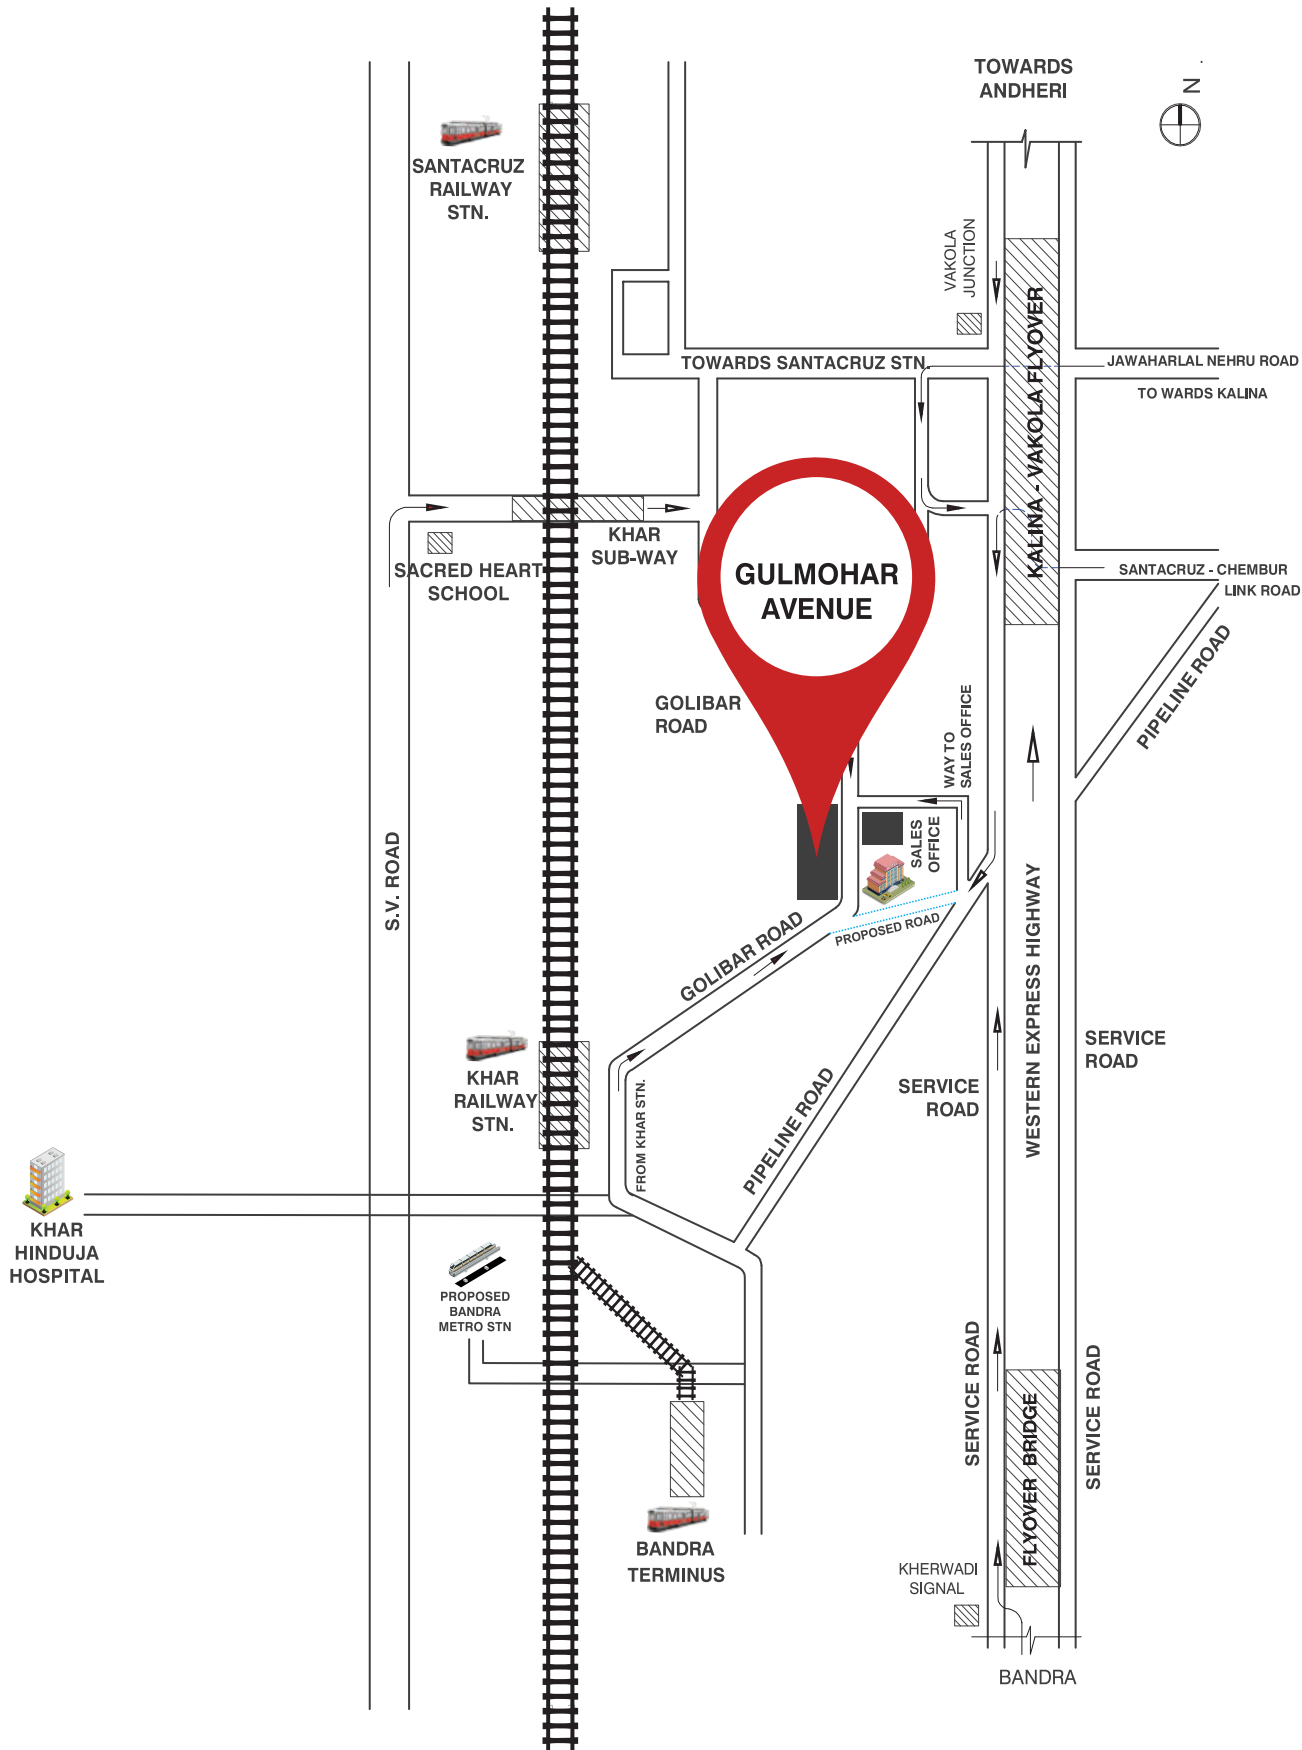 TOWARDS
ANDHERI
N
SANTACRUZ
RAILWAY
STN.
VAKOLA
JUNCTION
KALINA - VAKOLA FLYOVER
TOWARDS SANTACRUZ STN.
JAWAHARLAL NEHRU ROAD
TO WARDS KALINA
KHAR
SUB-WAY
SACRED HEART
SCHOOL
GULMOHAR
AVENUE
SANTACRUZ - CHEMBUR
LINK ROAD
PIPELINE ROAD
GOLIBAR
ROAD
WAY TO
SALES OFFICE
SALES
OFFICE
S.V. ROAD
PROPOSED ROAD
GOLIBAR ROAD
WESTERN EXPRESS HIGHWAY
SERVICE
ROAD
SERVICE
ROAD
KHAR
RAILWAY
STN.
FROM KHAR STN.
PIPELINE ROAD
KHAR
HINDUJA
HOSPITAL
PROPOSED
BANDRA
METRO STN
SERVICE ROAD
SERVICE ROAD
FLYOVER BRIDGE
BANDRA
TERMINUS
KHERWADI
SIGNAL
BANDRA